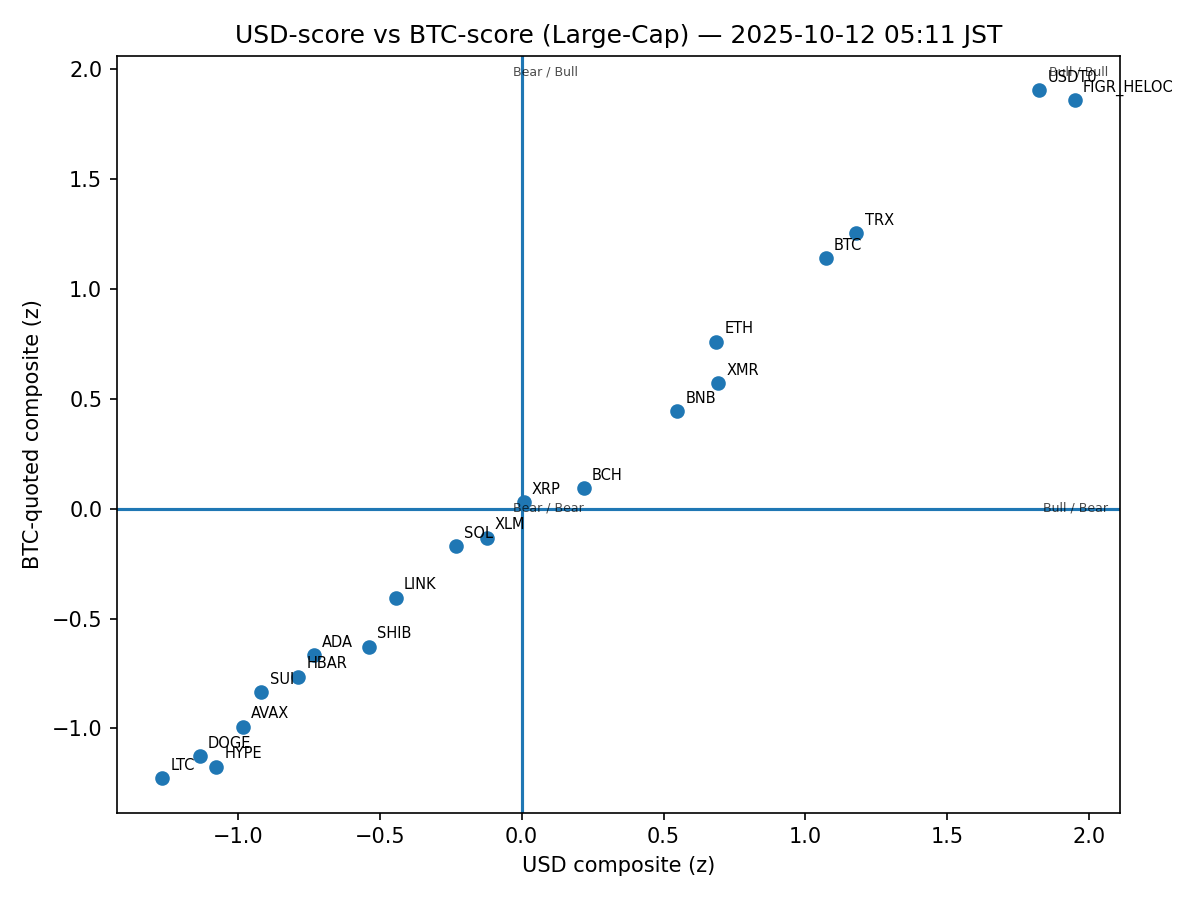 USD-score vs BTC-score (Large-Cap) — 2025-10-12 05:11 JST
2.0
1.5
1.0
0.5
0.0
−0.5
−1.0
BTC-quoted composite (z)
Bear / Bull
Bull / Bull
USDT0
FIGR_HELOC
TRX
BTC
ETH
XMR
BNB
BCH
XRP
Bear / Bear
Bull / Bear
XLM
SOL
LINK
SHIB
ADA
HBAR
SUI
AVAX
DOGE
HYPE
LTC
−1.0
−0.5
0.0
0.5
1.0
1.5
2.0
USD composite (z)